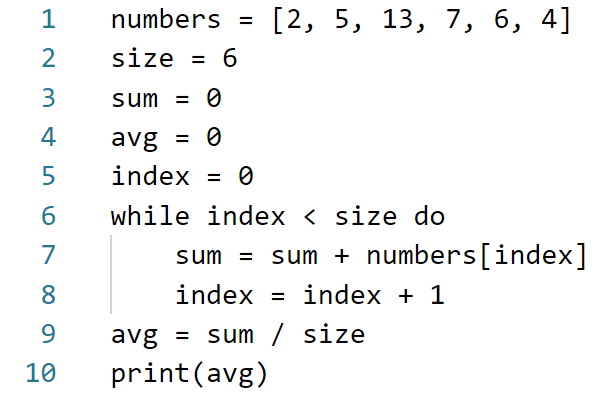 1 numbers = [2, 5, 13, 7, 6, 4]
2 size = 6
3 sum = 0
4 avg = 0
5 index = 0
6 while index < size do
7     sum = sum + numbers[index]
8     index = index + 1
9 avg = sum / size
10 print(avg)